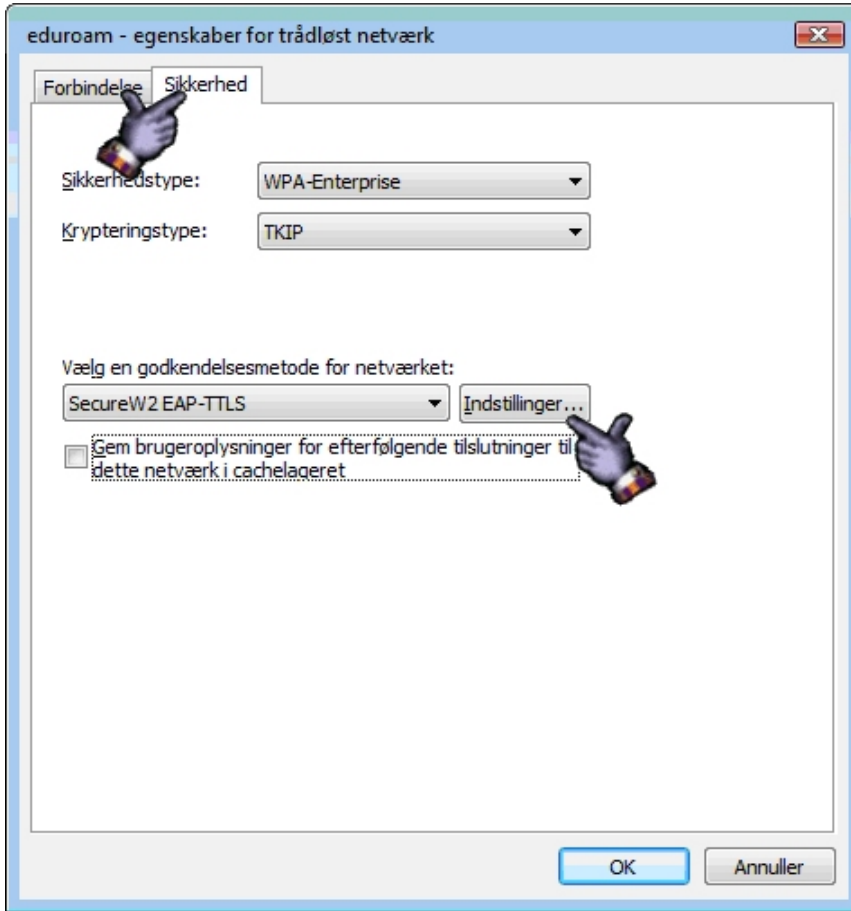 eduroam - egenskaber for trådløst netværk
Forbindelse
Sikkerhed
Sikkerhedstype:
WPA-Enterprise
Krypteringstype:
TKIP
Vælg en godkendelsesmetode for netværket:
SecureW2 EAP-TTLS
Indstillinger...
Gem brugeroplysninger for efterfølgende tilslutninger til
dette netværk i cachelageret
OK
Annuller